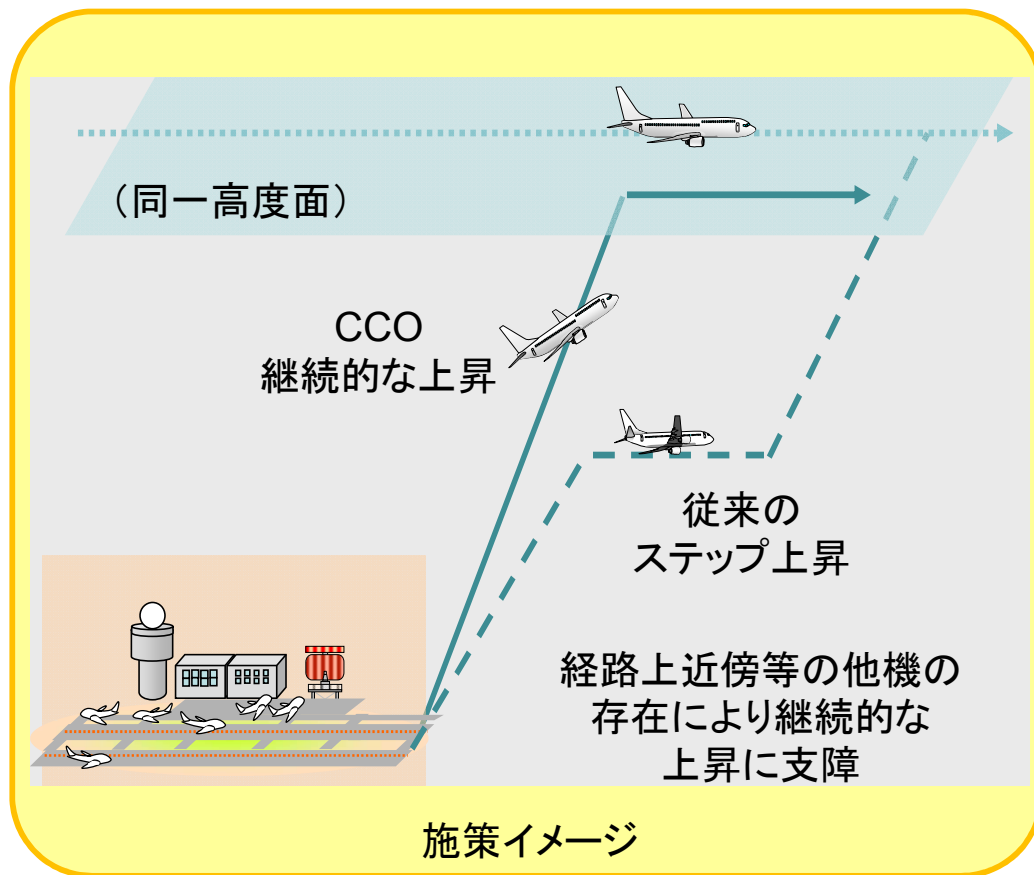 （同一高度面）
CCO
継続的な上昇
従来の
ステップ上昇
経路上近傍等の他機の
存在により継続的な
上昇に支障
施策イメージ